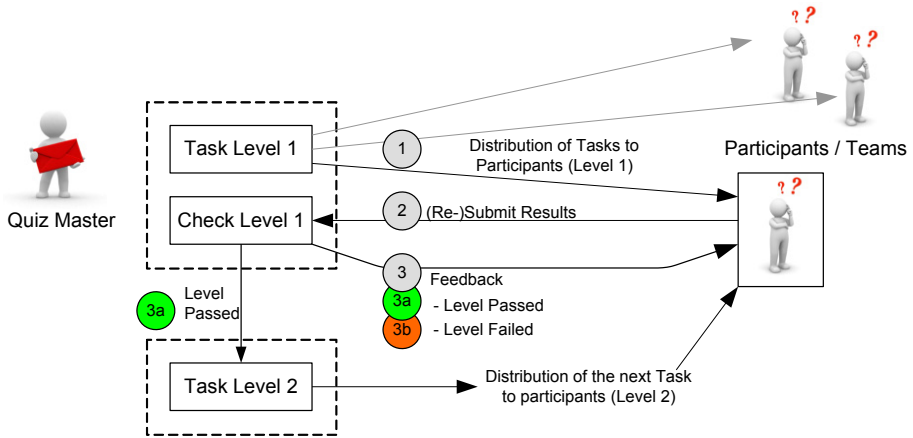 ? ?
? ?
Task Level 1
1
Distribution of Tasks to
Participants (Level 1)
Participants / Teams
? ?
Quiz Master
Check Level 1
2
(Re-)Submit Results
3
Feedback
3a
Level
Passed
3a
- Level Passed
3b
- Level Failed
Task Level 2
Distribution of the next Task
to participants (Level 2)